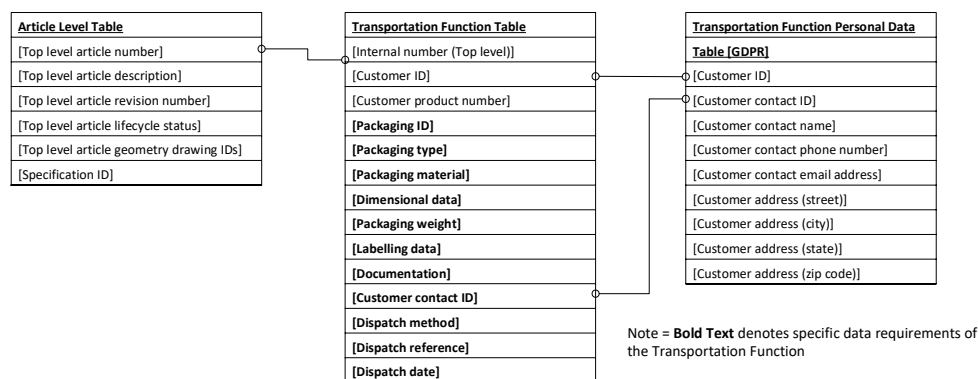 Article Level Table
[Top level article number]
[Top level article description]
[Top level article revision number]
[Top level article lifecycle status]
[Top level article geometry drawing IDs]
[Specification ID]
Transportation Function Table
[Internal number (Top level)]
[Customer ID]
[Customer product number]
[Packaging ID]
[Packaging type]
[Packaging material]
[Dimensional data]
[Packaging weight]
[Labelling data]
[Documentation]
[Customer contact ID]
[Dispatch method]
[Dispatch reference]
[Dispatch date]
Transportation Function Personal Data
Table [GDPR]
[Customer ID]
[Customer contact ID]
[Customer contact name]
[Customer contact phone number]
[Customer contact email address]
[Customer address (street)]
[Customer address (city)]
[Customer address (state)]
[Customer address (zip code)]
Note = Bold Text denotes specific data requirements of
the Transportation Function